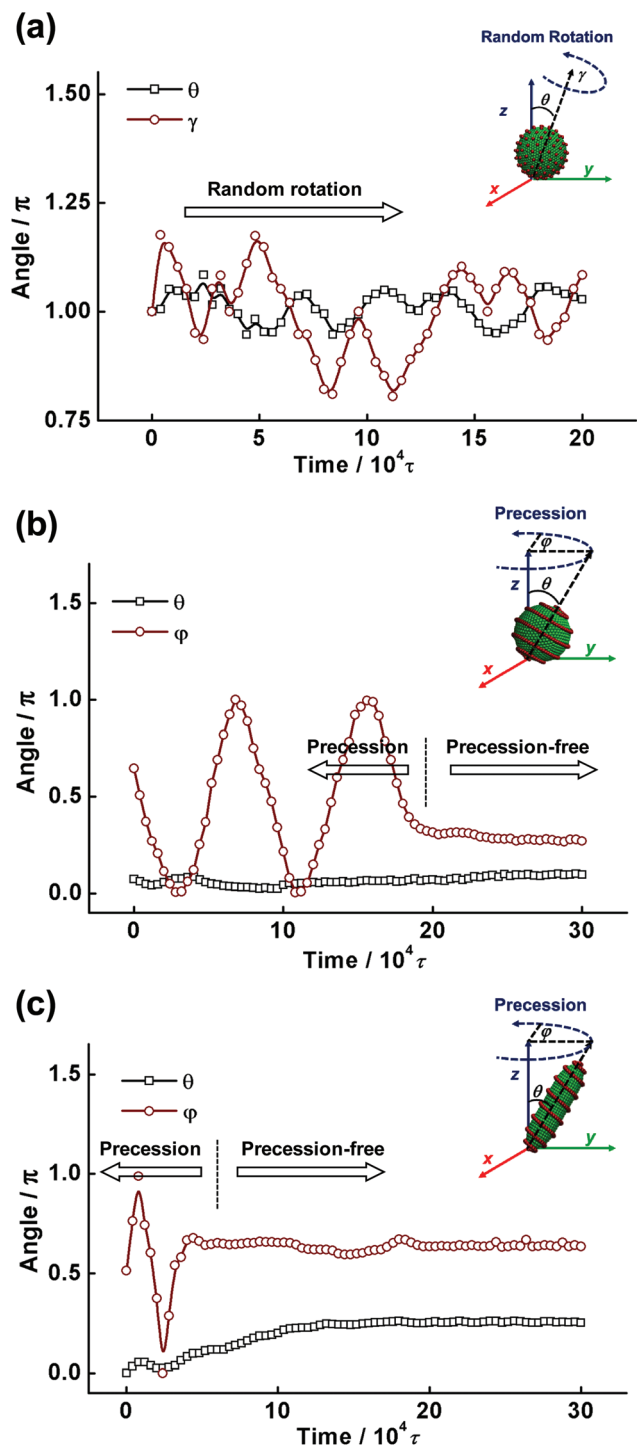 (a)
Random Rotation
γ
θ
z
y
x
θ
γ
Random rotation
1.50
1.25
1.00
0.75
Angle / π
0
5
10
15
20
Time / 10⁴τ
(b)
Precession
φ
z
θ
y
x
θ
φ
Precession
Precession-free
1.5
1.0
0.5
0.0
Angle / π
0
10
20
30
Time / 10⁴τ
(c)
Precession
φ
z
θ
y
x
θ
φ
Precession
Precession-free
1.5
1.0
0.5
0.0
Angle / π
0
10
20
30
Time / 10⁴τ